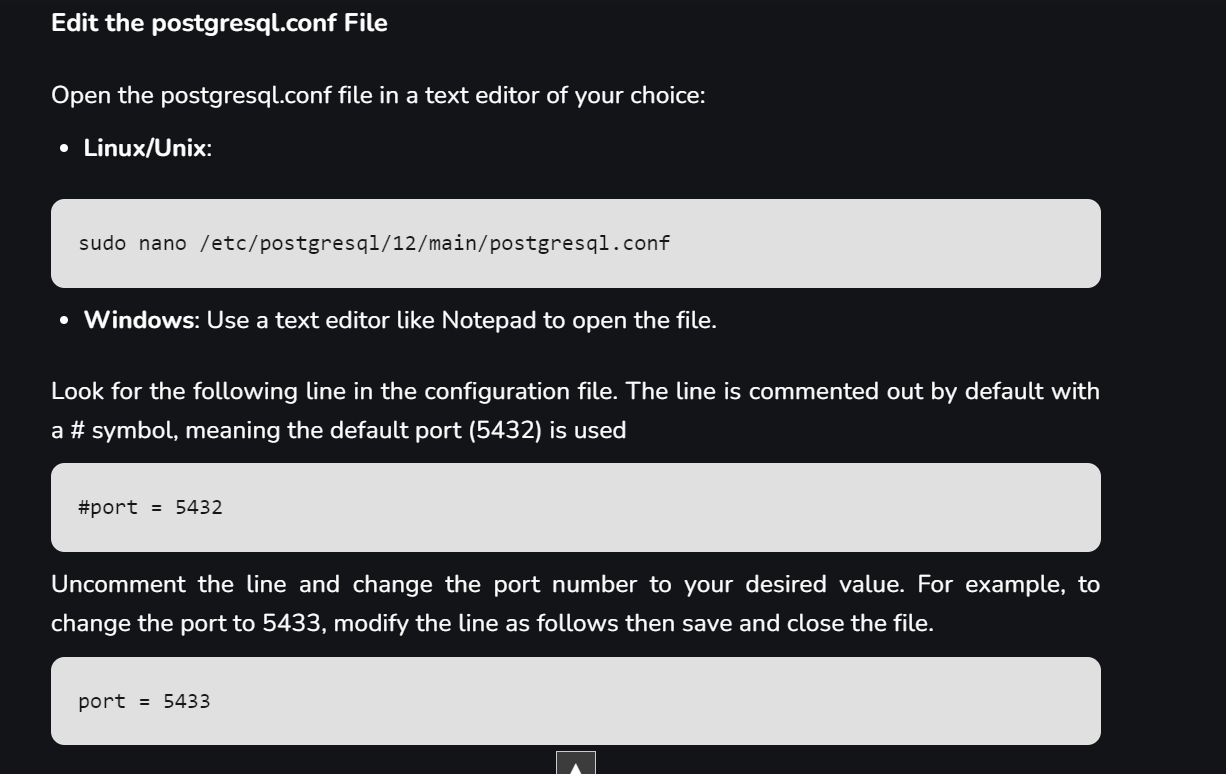 Edit the postgresql.conf File
Open the postgresql.conf file in a text editor of your choice:
• Linux/Unix:
sudo nano /etc/postgresql/12/main/postgresql.conf
• Windows: Use a text editor like Notepad to open the file.
Look for the following line in the configuration file. The line is commented out by default with
a # symbol, meaning the default port (5432) is used
#port = 5432
Uncomment the line and change the port number to your desired value. For example, to
change the port to 5433, modify the line as follows then save and close the file.
port = 5433